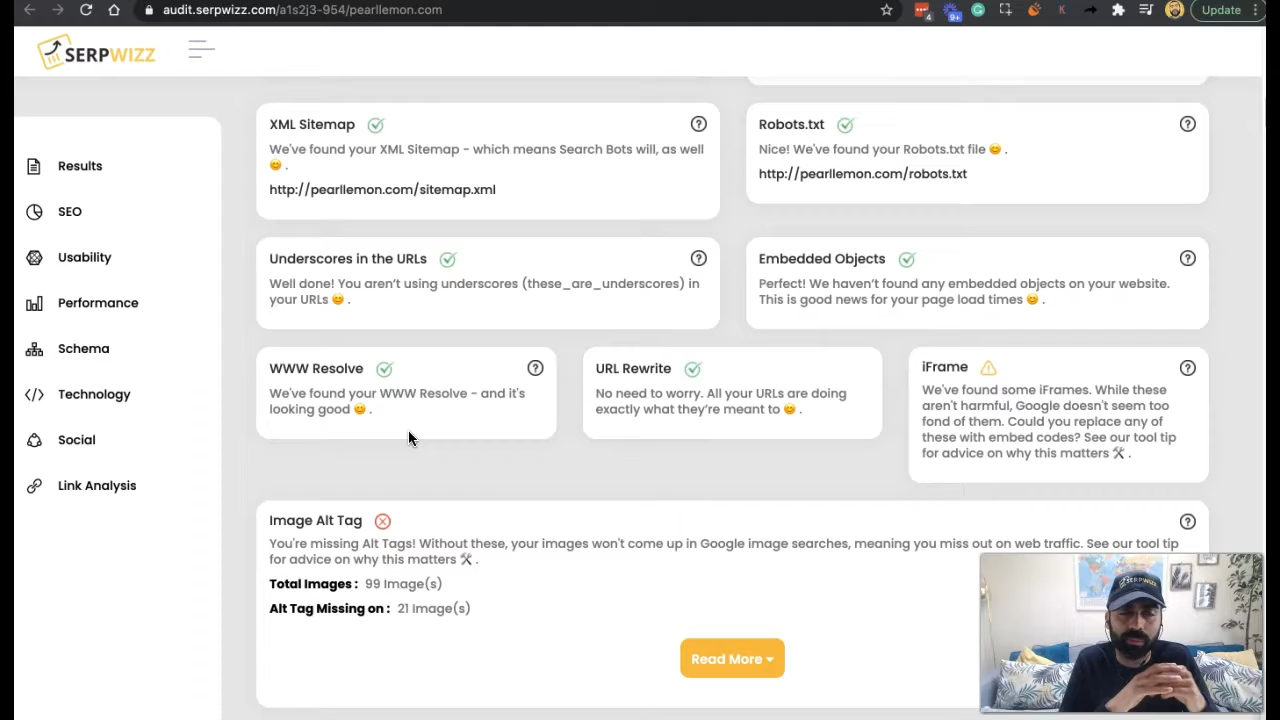 audit.serpwizz.com/a1s2j3-954/pearllemon.com
4
9+
K
Update
SERPWIZZ
Results
SEO
Usability
Performance
Schema
Technology
Social
Link Analysis
XML Sitemap
We've found your XML Sitemap - which means Search Bots will, as well
😊 .
http://pearllemon.com/sitemap.xml
Robots.txt
Nice! We've found your Robots.txt file 😊 .
http://pearllemon.com/robots.txt
Underscores in the URLs
Well done! You aren't using underscores (these_are_underscores) in
your URLs 😊 .
Embedded Objects
Perfect! We haven't found any embedded objects on your website.
This is good news for your page load times 😊 .
WWW Resolve
We've found your WWW Resolve - and it's
looking good 😊 .
URL Rewrite
No need to worry. All your URLs are doing
exactly what they're meant to 😊 .
iFrame
We've found some iFrames. While these
aren't harmful, Google doesn't seem too
fond of them. Could you replace any of
these with embed codes? See our tool tip
for advice on why this matters 🛠 .
Image Alt Tag
You're missing Alt Tags! Without these, your images won't come up in Google image searches, meaning you miss out on web traffic. See our tool tip
for advice on why this matters 🛠 .
Total Images : 99 Image(s)
Alt Tag Missing on : 21 Image(s)
Read More
SERPWIZZ